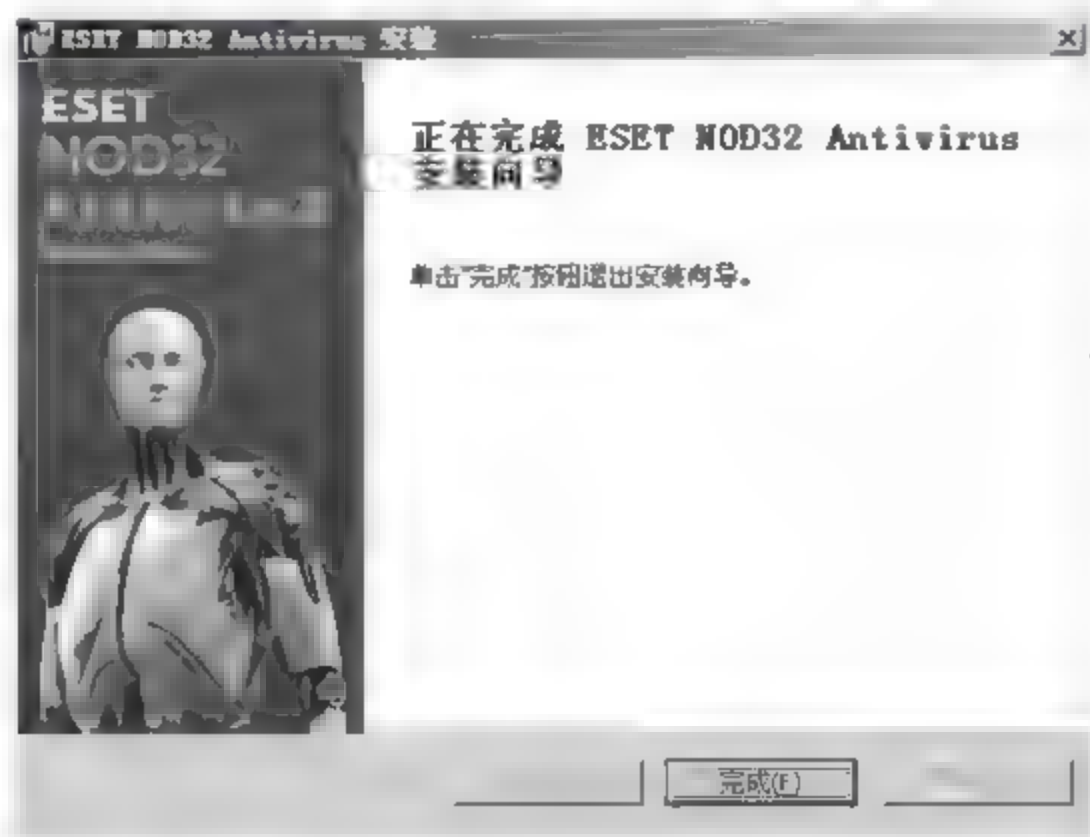 ESET NOD32 Antivirus 安装
ESET
NOD32
正在完成 ESET NOD32 Antivirus
安装向导
单击"完成"按钮退出安装向导。
完成(F)